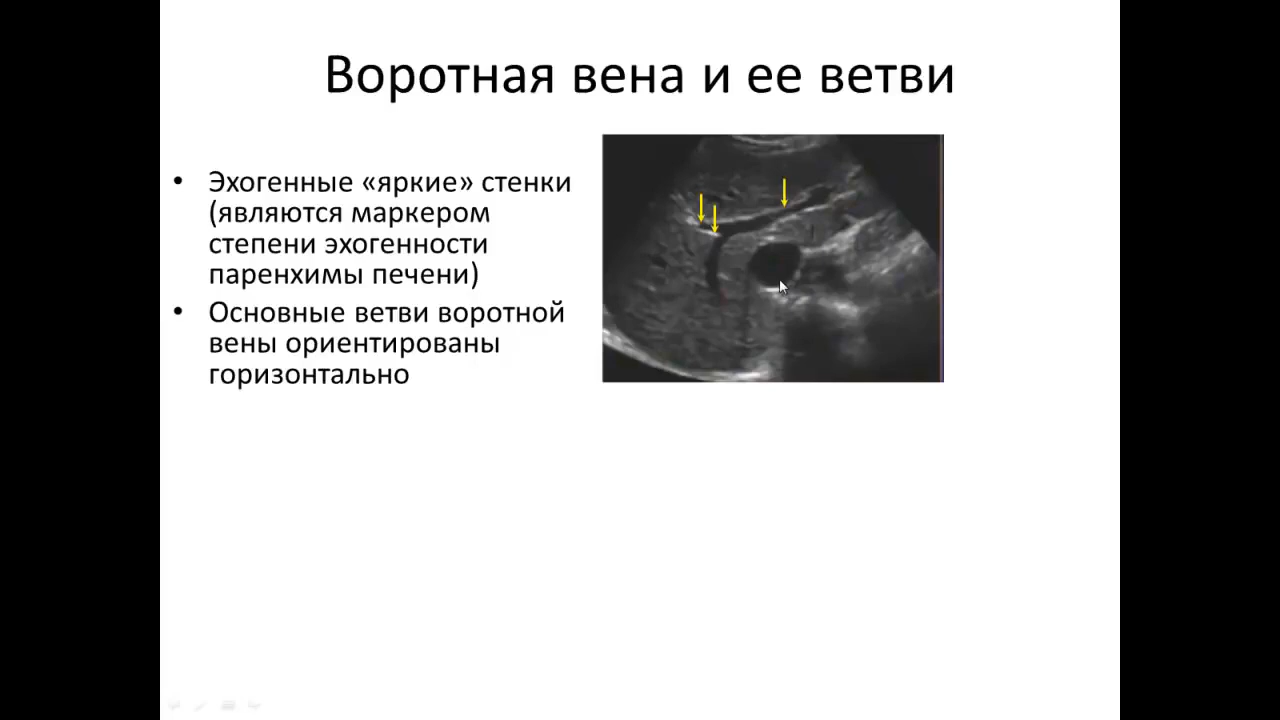 Воротная вена и ее ветви
• Эхогенные «яркие» стенки
(являются маркером
степени эхогенности
паренхимы печени)
• Основные ветви воротной
вены ориентированы
горизонтально